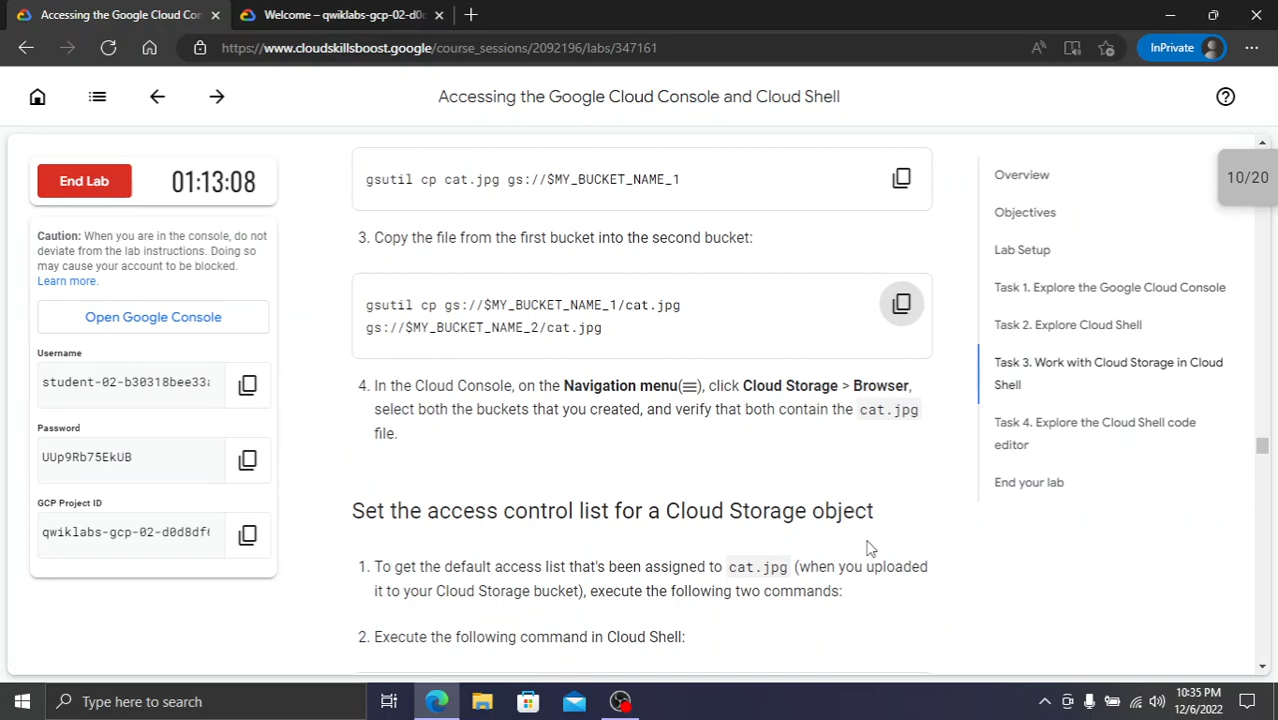 Accessing the Google Cloud Con
Welcome – qwiklabs-gcp-02-d0d
https://www.cloudskillsboost.google/course_sessions/2092196/labs/347161
InPrivate
Accessing the Google Cloud Console and Cloud Shell
End Lab
01:13:08
Caution: When you are in the console, do not
deviate from the lab instructions. Doing so
may cause your account to be blocked.
Learn more.
Open Google Console
Username
student-02-b30318bee33a
Password
UUp9Rb75EkUB
GCP Project ID
qwiklabs-gcp-02-d0d8df6
gsutil cp cat.jpg gs://$MY_BUCKET_NAME_1
3. Copy the file from the first bucket into the second bucket:
gsutil cp gs://$MY_BUCKET_NAME_1/cat.jpg
gs://$MY_BUCKET_NAME_2/cat.jpg
4. In the Cloud Console, on the Navigation menu(≡), click Cloud Storage > Browser,
select both the buckets that you created, and verify that both contain the cat.jpg
file.
Set the access control list for a Cloud Storage object
1. To get the default access list that's been assigned to cat.jpg (when you uploaded
it to your Cloud Storage bucket), execute the following two commands:
2. Execute the following command in Cloud Shell:
Overview
Objectives
Lab Setup
Task 1. Explore the Google Cloud Console
Task 2. Explore Cloud Shell
Task 3. Work with Cloud Storage in Cloud
Shell
Task 4. Explore the Cloud Shell code
editor
End your lab
10/20
Type here to search
10:35 PM
12/6/2022